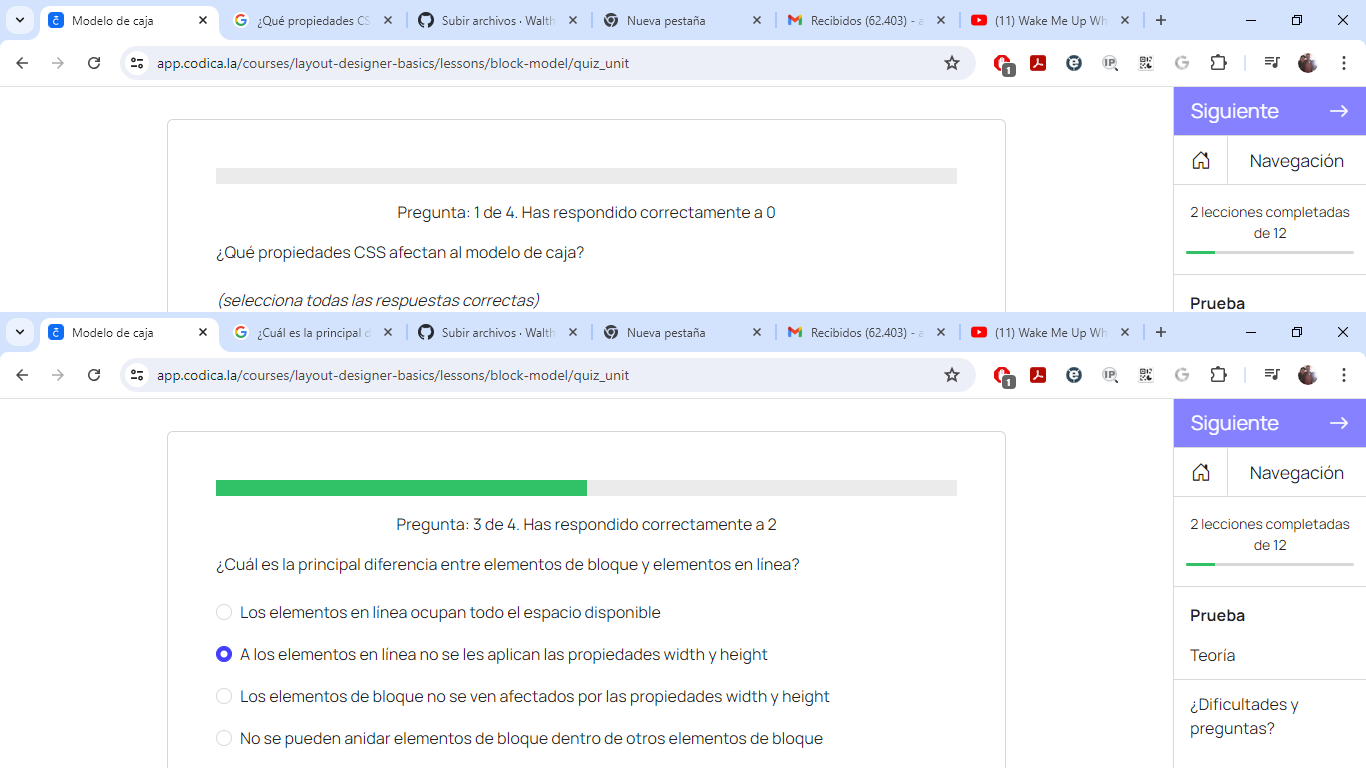 Modelo de caja
¿Qué propiedades CS
Subir archivos · Walth
Nueva pestaña
Recibidos (62.403) - a
(11) Wake Me Up Wh
app.codica.la/courses/layout-designer-basics/lessons/block-model/quiz_unit
1
Siguiente
Navegación
2 lecciones completadas
de 12
Pregunta: 1 de 4. Has respondido correctamente a 0
¿Qué propiedades CSS afectan al modelo de caja?
(selecciona todas las respuestas correctas)
Prueba
Modelo de caja
¿Cuál es la principal d
Subir archivos · Walth
Nueva pestaña
Recibidos (62.403) - a
(11) Wake Me Up Wh
app.codica.la/courses/layout-designer-basics/lessons/block-model/quiz_unit
1
Siguiente
Navegación
2 lecciones completadas
de 12
Pregunta: 3 de 4. Has respondido correctamente a 2
¿Cuál es la principal diferencia entre elementos de bloque y elementos en línea?
Los elementos en línea ocupan todo el espacio disponible
A los elementos en línea no se les aplican las propiedades width y height
Los elementos de bloque no se ven afectados por las propiedades width y height
No se pueden anidar elementos de bloque dentro de otros elementos de bloque
Prueba
Teoría
¿Dificultades y
preguntas?